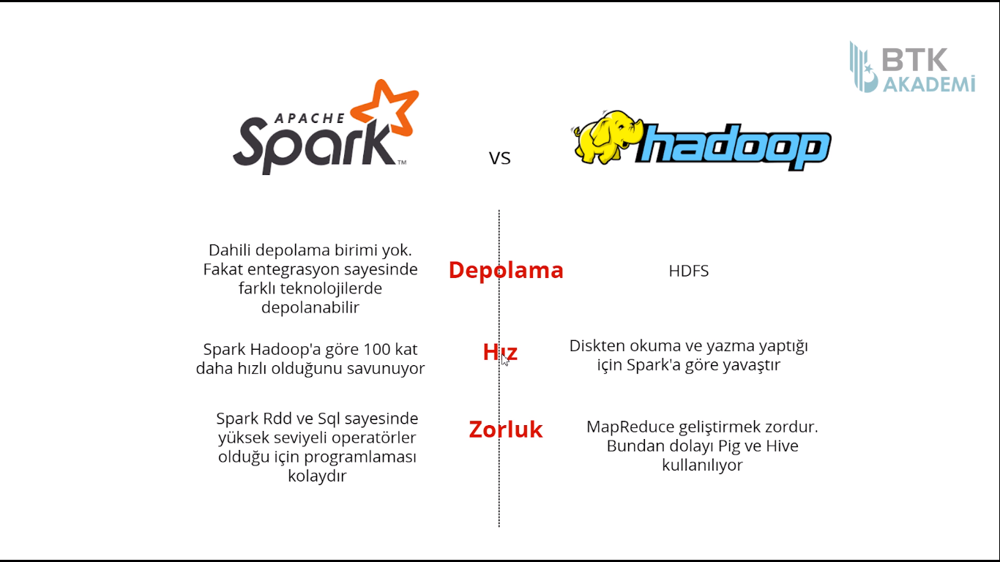 BTK
AKADEMİ
APACHE
Spark
TM
vs
hadoop
Dahili depolama birimi yok.
Fakat entegrasyon sayesinde
farklı teknolojilerde
depolanabilir
Depolama
HDFS
Spark Hadoop'a göre 100 kat
daha hızlı olduğunu savunuyor
Hız
Diskten okuma ve yazma yaptığı
için Spark'a göre yavaştır
Spark Rdd ve Sql sayesinde
yüksek seviyeli operatörler
olduğu için programlaması
kolaydır
Zorluk
MapReduce geliştirmek zordur.
Bundan dolayı Pig ve Hive
kullanılıyor